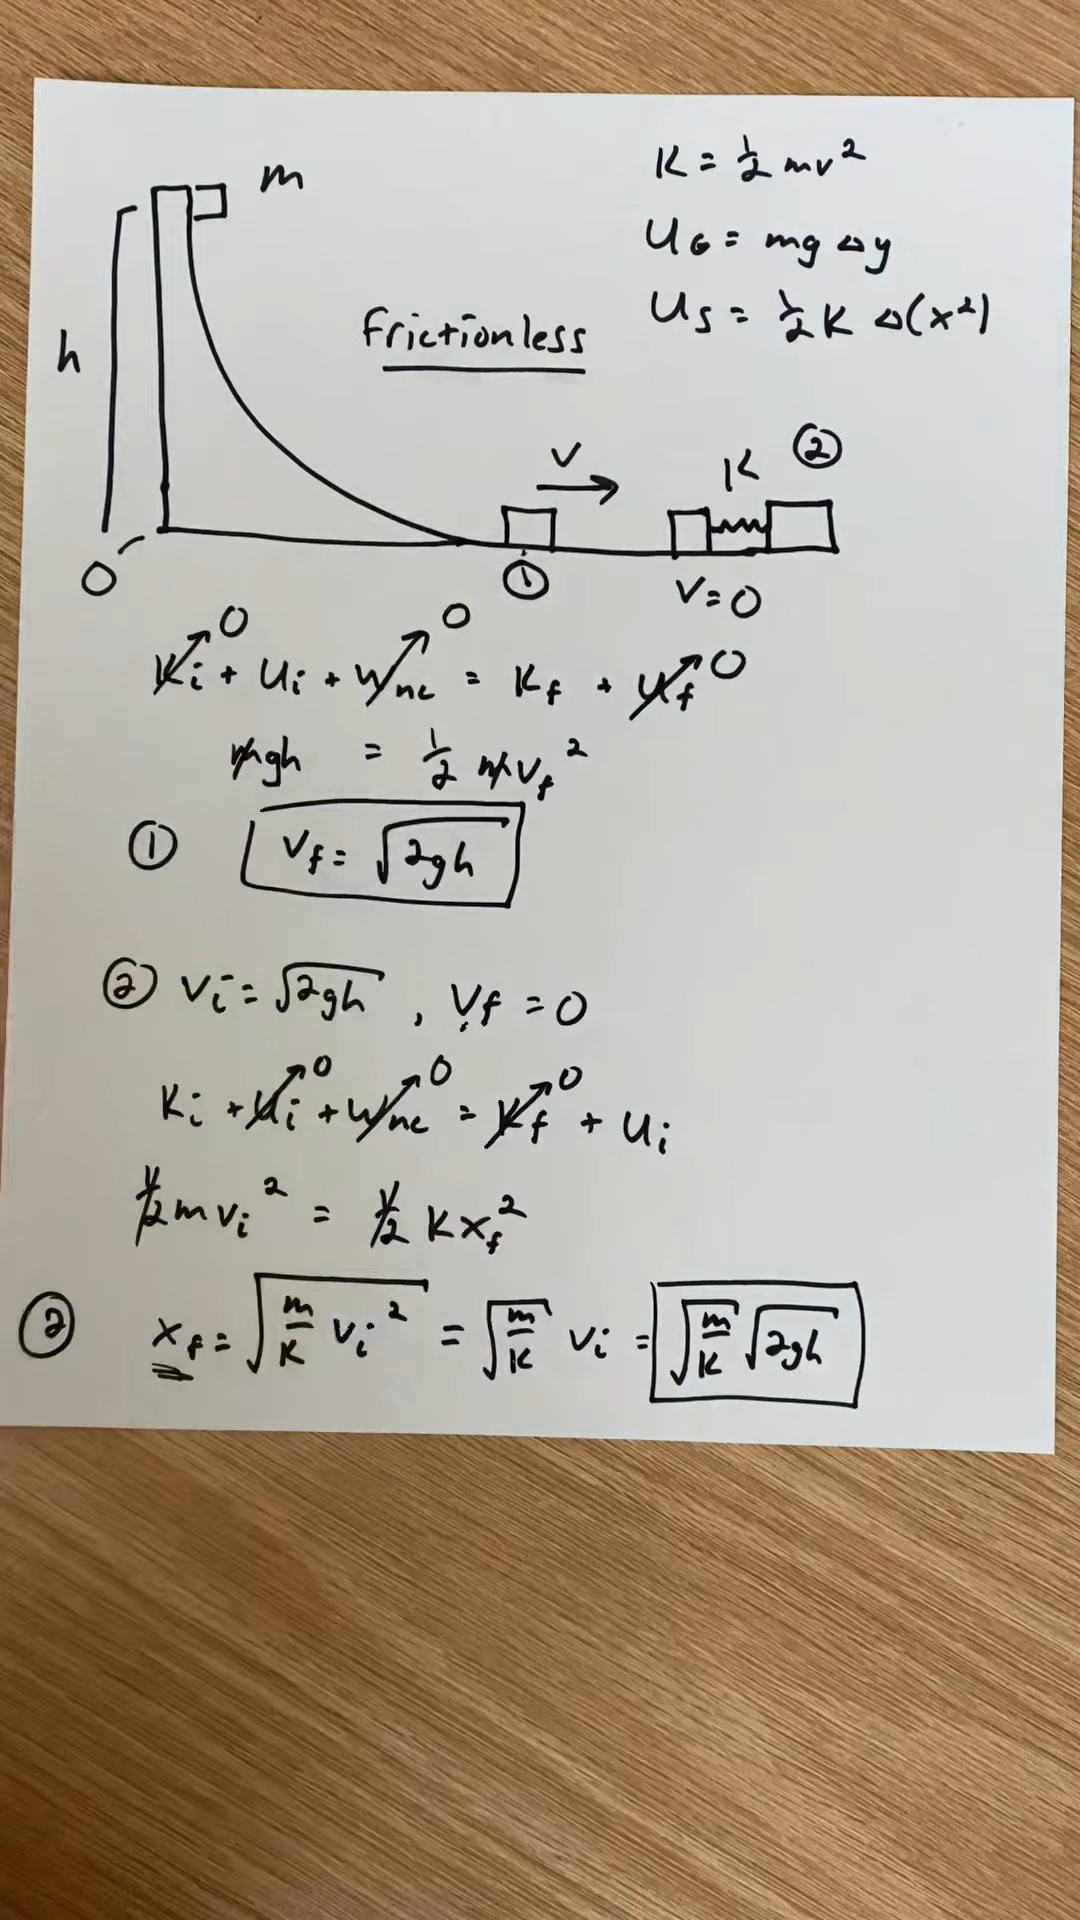 m
K = 1/2 mv²
U_G = mg Δy
U_S = 1/2 K Δ(x²)
h
frictionless
V
K
②
0
①
V=0
K_i→0 + U_i + W_nc→0 = K_f + U_f→0
mgh = 1/2 mV_f²
① V_f = √2gh
② V_i = √2gh , V_f = 0
K_i + U_i→0 + W_nc→0 = K_f→0 + U_i
1/2 m V_i² = 1/2 K X_f²
② X_f = √(m/K V_i²) = √(m/K) V_i = √(m/K) √2gh